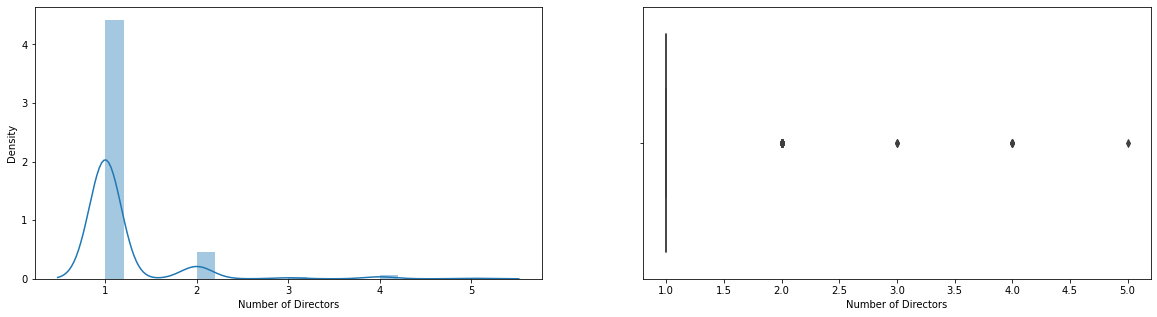 Density
4
3
2
1
0
1 2 3 4 5
Number of Directors
1.0 1.5 2.0 2.5 3.0 3.5 4.0 4.5 5.0
Number of Directors